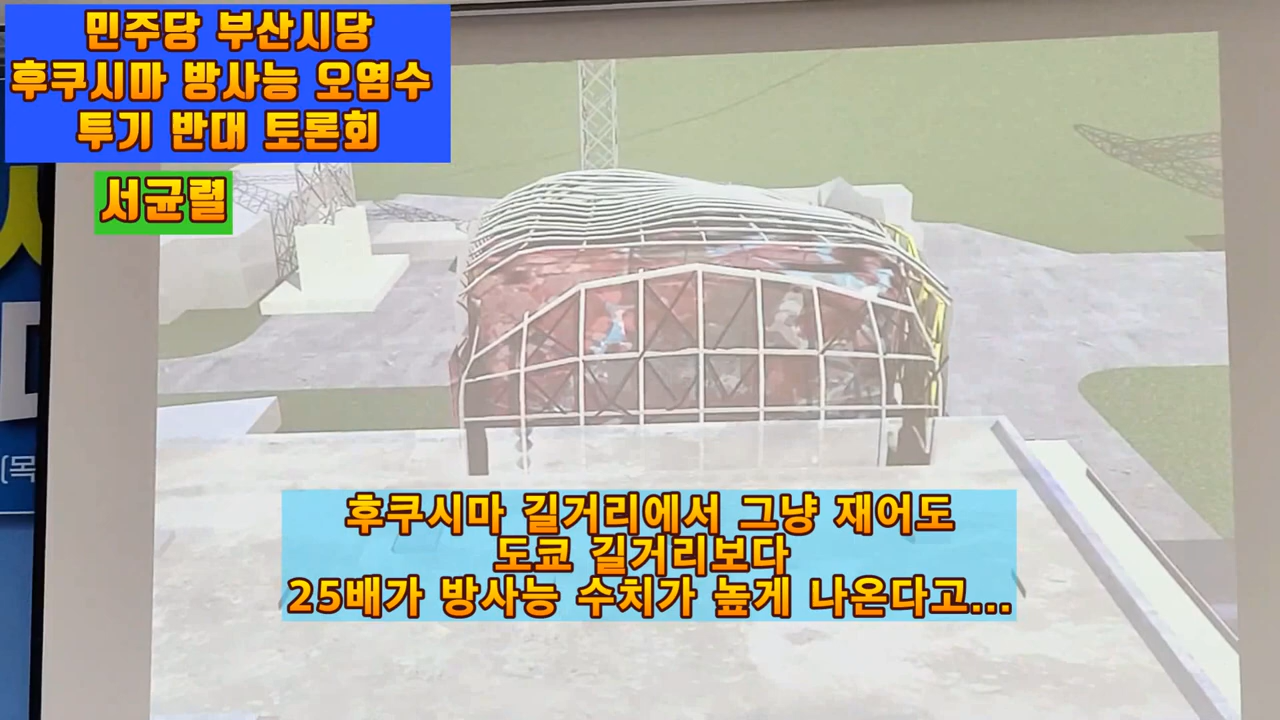 민주당 부산시당
후쿠시마 방사능 오염수
투기 반대 토론회
서균렬
후쿠시마 길거리에서 그냥 재어도
도쿄 길거리보다
25배가 방사능 수치가 높게 나온다고...